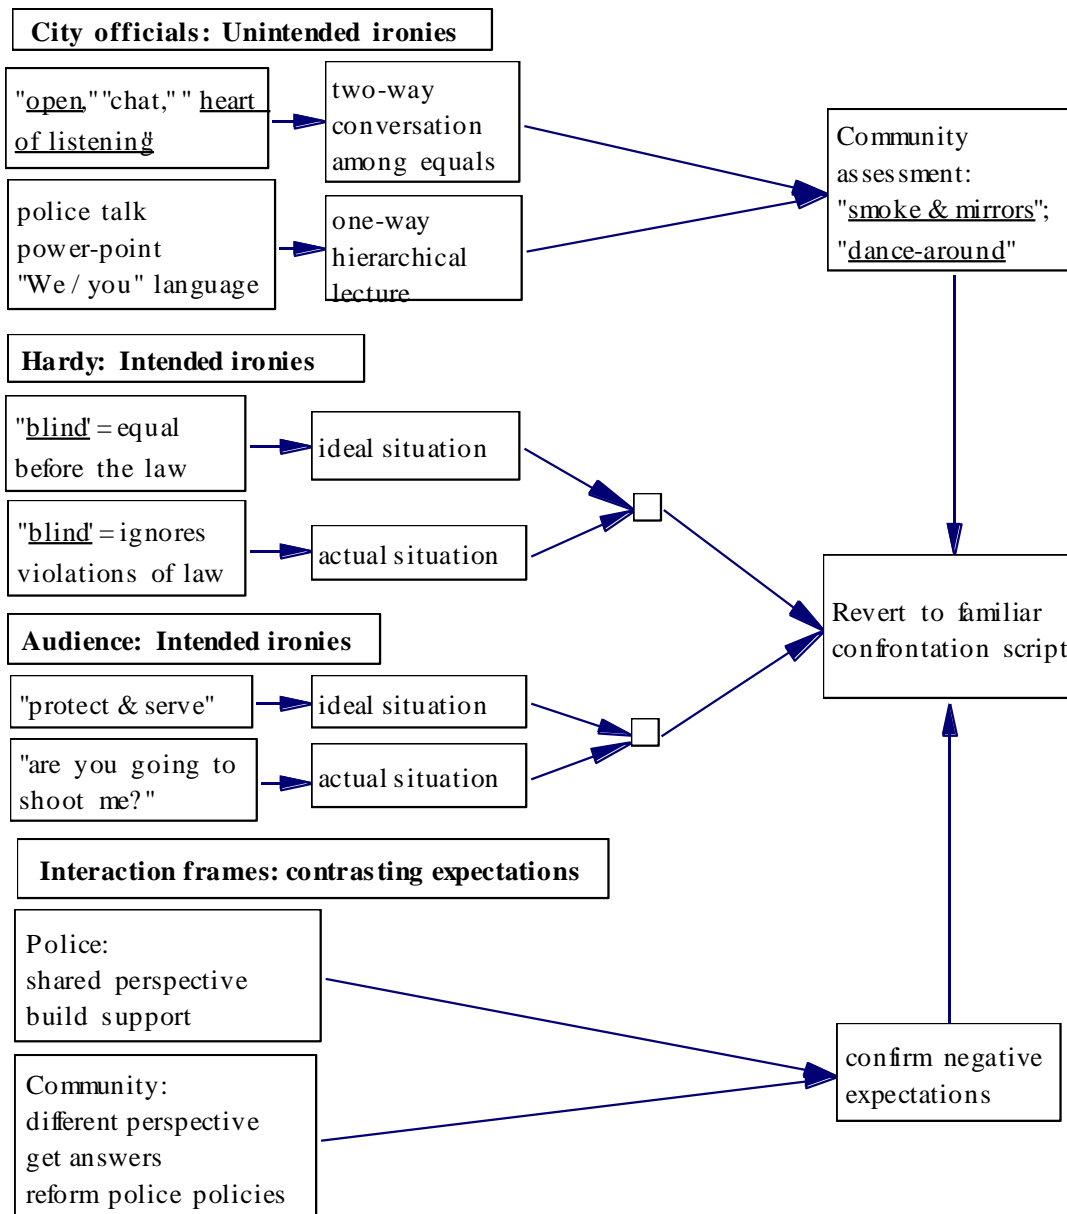 City officials: Unintended ironies
"open," "chat," " heart
of listening"
two-way
conversation
among equals
police talk
power-point
"We / you" language
one-way
hierarchical
lecture
Community
assessment:
"smoke & mirrors";
"dance-around"
Hardy: Intended ironies
"blind" = equal
before the law
ideal situation
"blind" = ignores
violations of law
actual situation
Audience: Intended ironies
"protect & serve"
ideal situation
"are you going to
shoot me?"
actual situation
Revert to familiar
confrontation script
Interaction frames: contrasting expectations
Police:
shared perspective
build support
Community:
different perspective
get answers
reform police policies
confirm negative
expectations